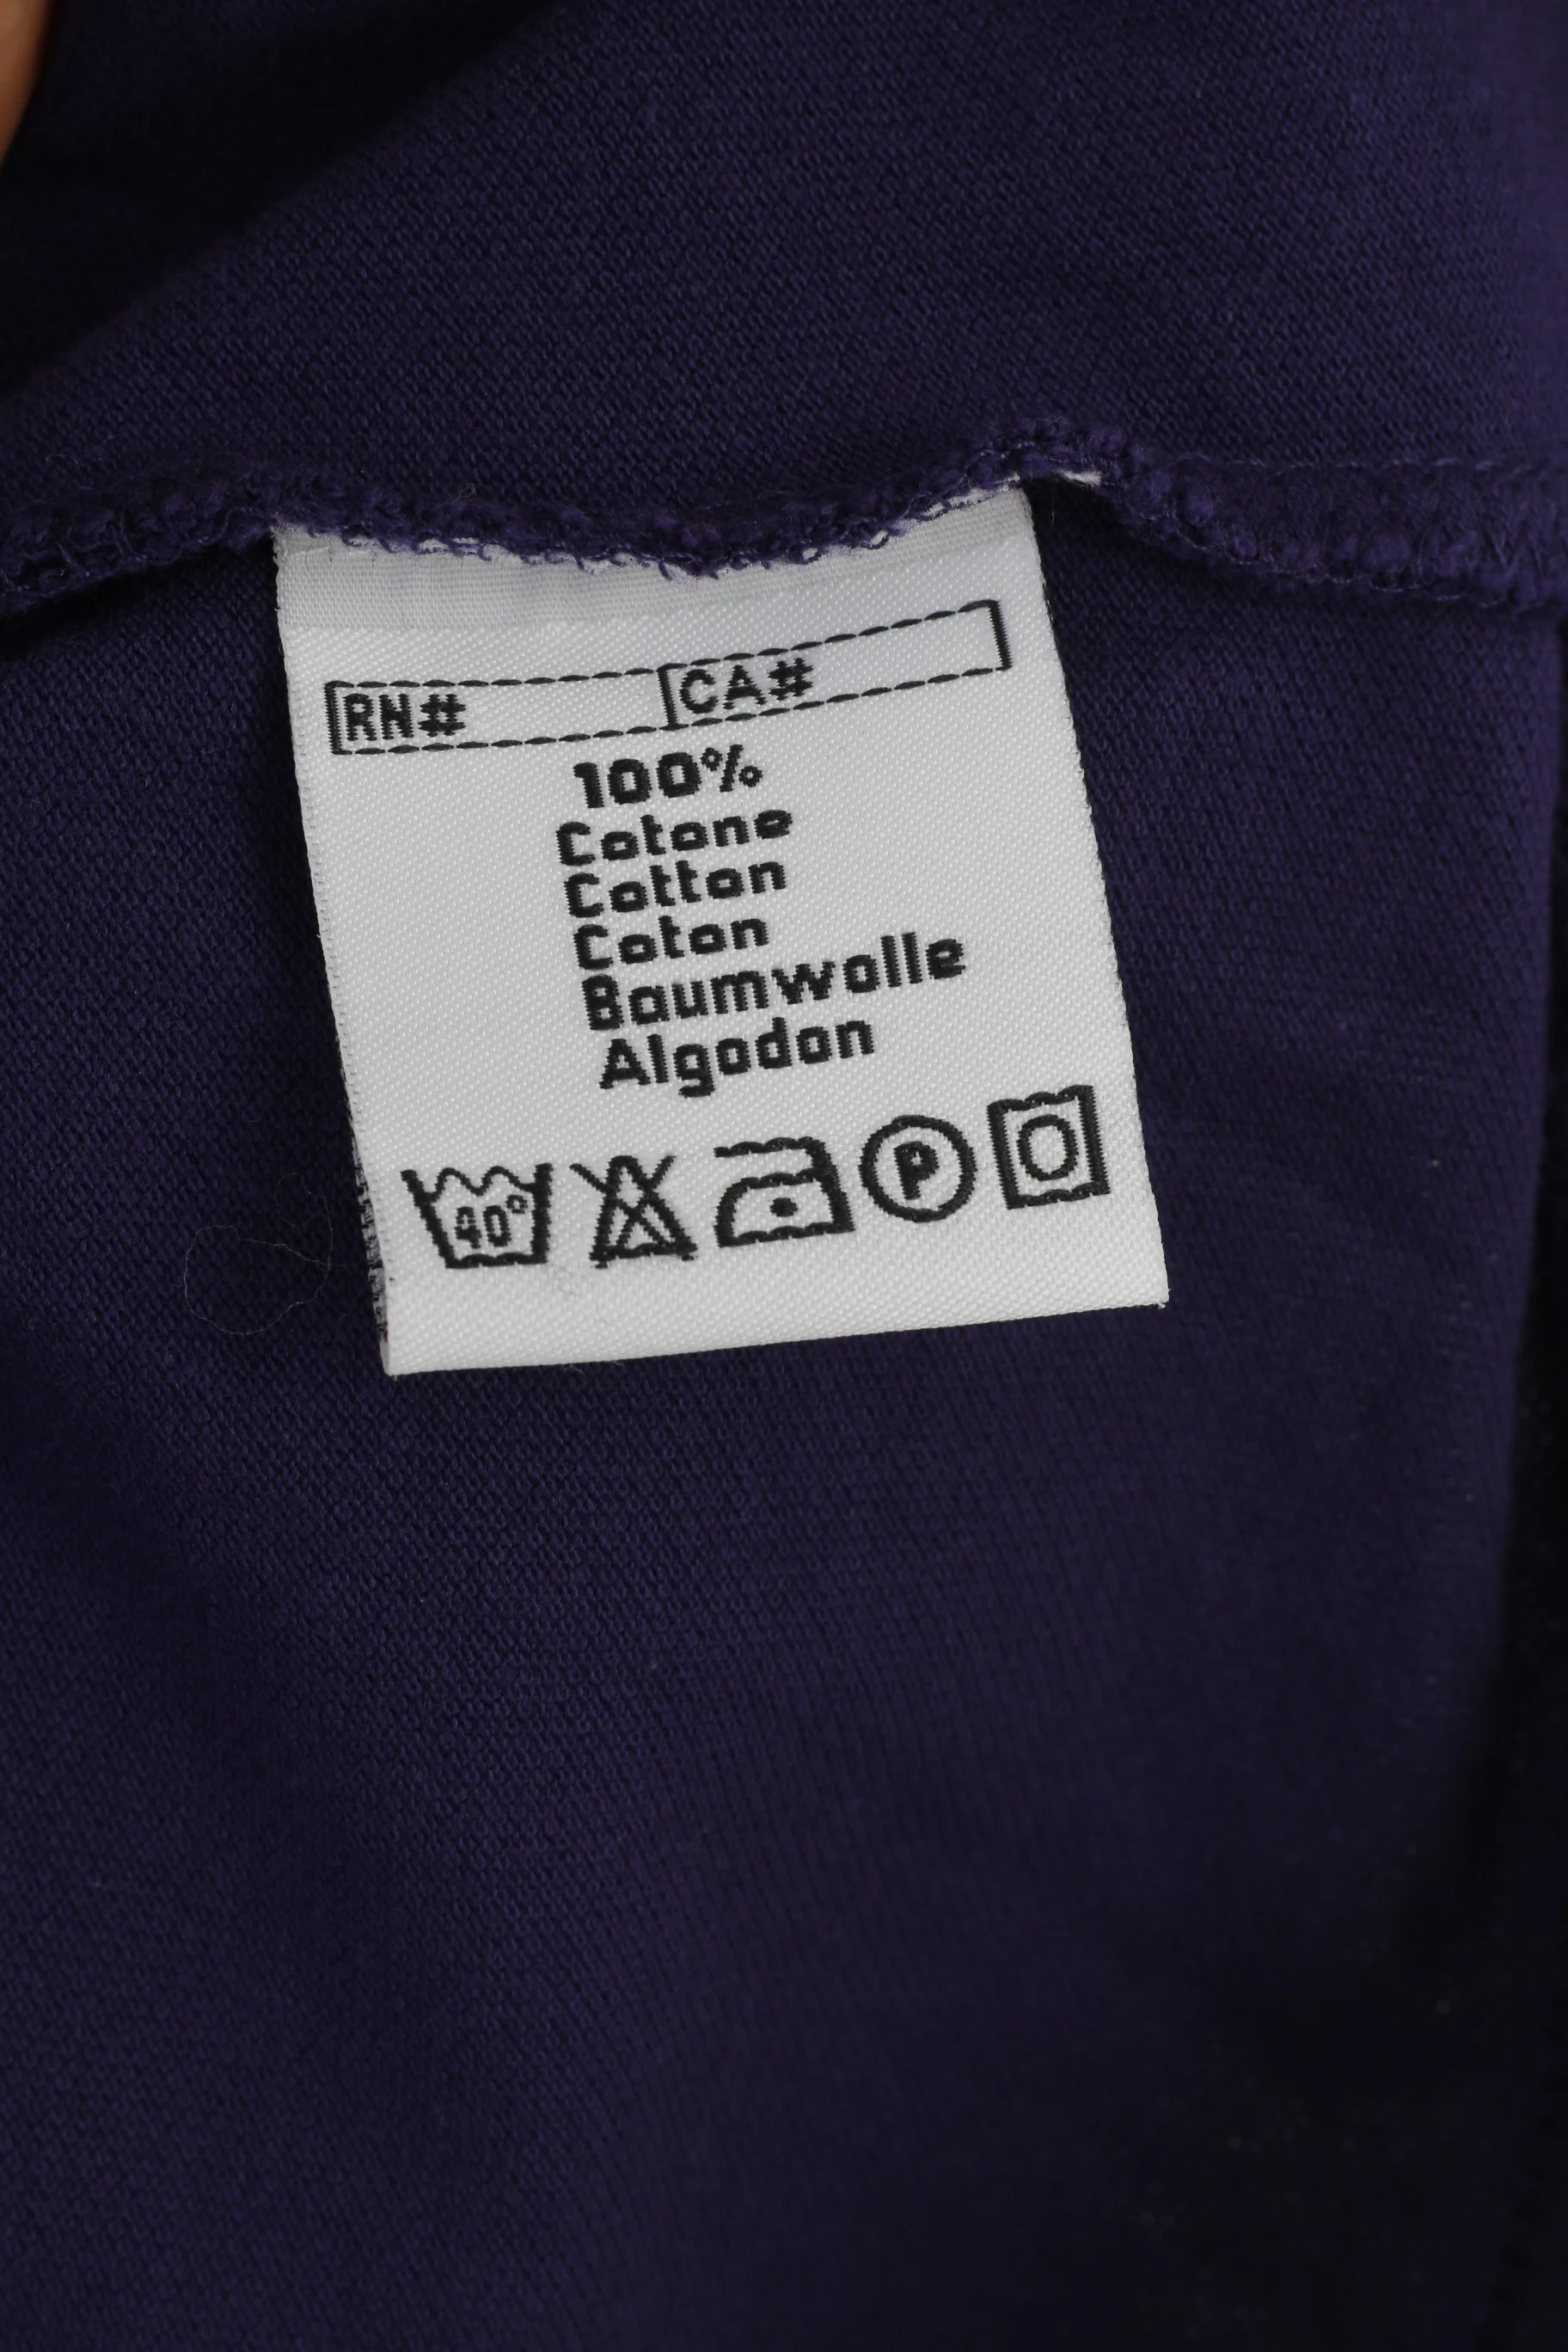 RN# CA#
100%
Cotone
Cotton
Coton
Baumwolle
Algodon
40° P